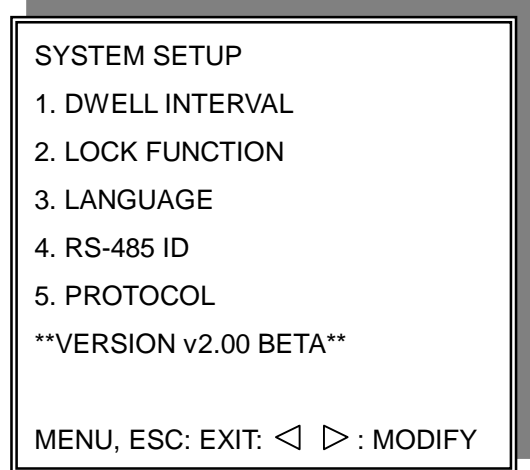 SYSTEM SETUP
1. DWELL INTERVAL
2. LOCK FUNCTION
3. LANGUAGE
4. RS-485 ID
5. PROTOCOL
**VERSION v2.00 BETA**
MENU, ESC: EXIT: ◁ ▷ : MODIFY